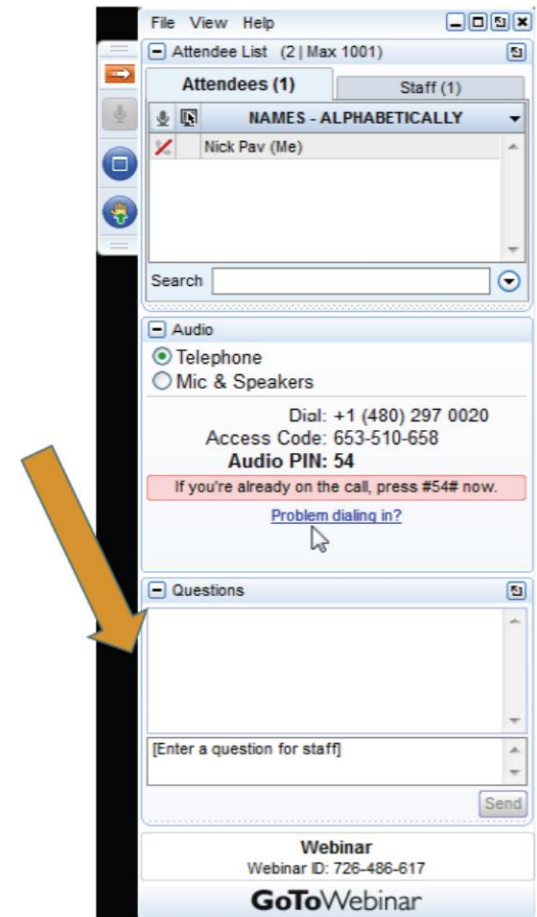 File View Help
Attendee List (2 | Max 1001)
Attendees (1) Staff (1)
NAMES - ALPHABETICALLY
Nick Pav (Me)
Search
Audio
Telephone
Mic & Speakers
Dial: +1 (480) 297 0020
Access Code: 653-510-658
Audio PIN: 54
If you're already on the call, press #54# now.
Problem dialing in?
Questions
[Enter a question for staff]
Send
Webinar
Webinar ID: 726-486-617
GoToWebinar